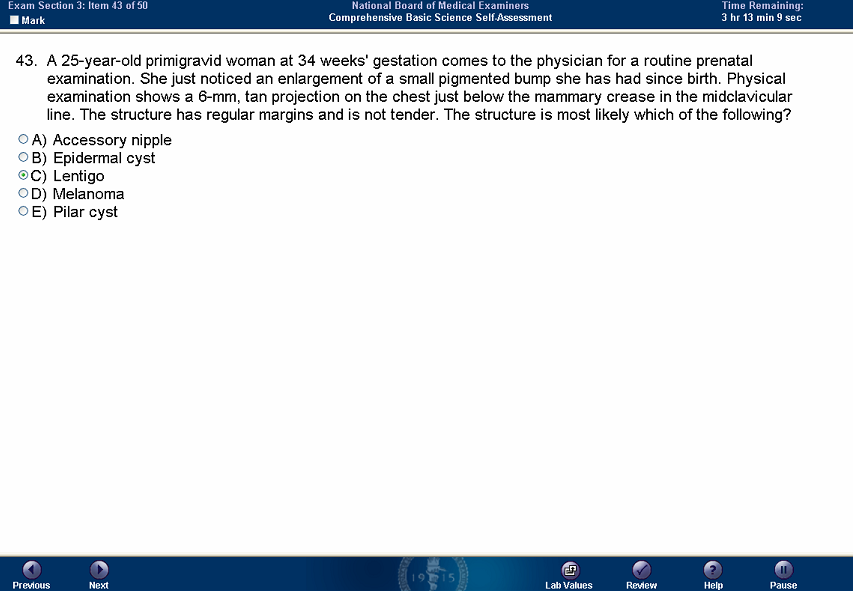 Exam Section 3: Item 43 of 50
National Board of Medical Examiners
Time Remaining:
Mark
Comprehensive Basic Science Self-Assessment
3 hr 13 min 9 sec
43. A 25-year-old primigravid woman at 34 weeks' gestation comes to the physician for a routine prenatal
examination. She just noticed an enlargement of a small pigmented bump she has had since birth. Physical
examination shows a 6-mm, tan projection on the chest just below the mammary crease in the midclavicular
line. The structure has regular margins and is not tender. The structure is most likely which of the following?
A) Accessory nipple
B) Epidermal cyst
C) Lentigo
D) Melanoma
E) Pilar cyst
19 15
Previous
Next
Lab Values
Review
Help
Pause